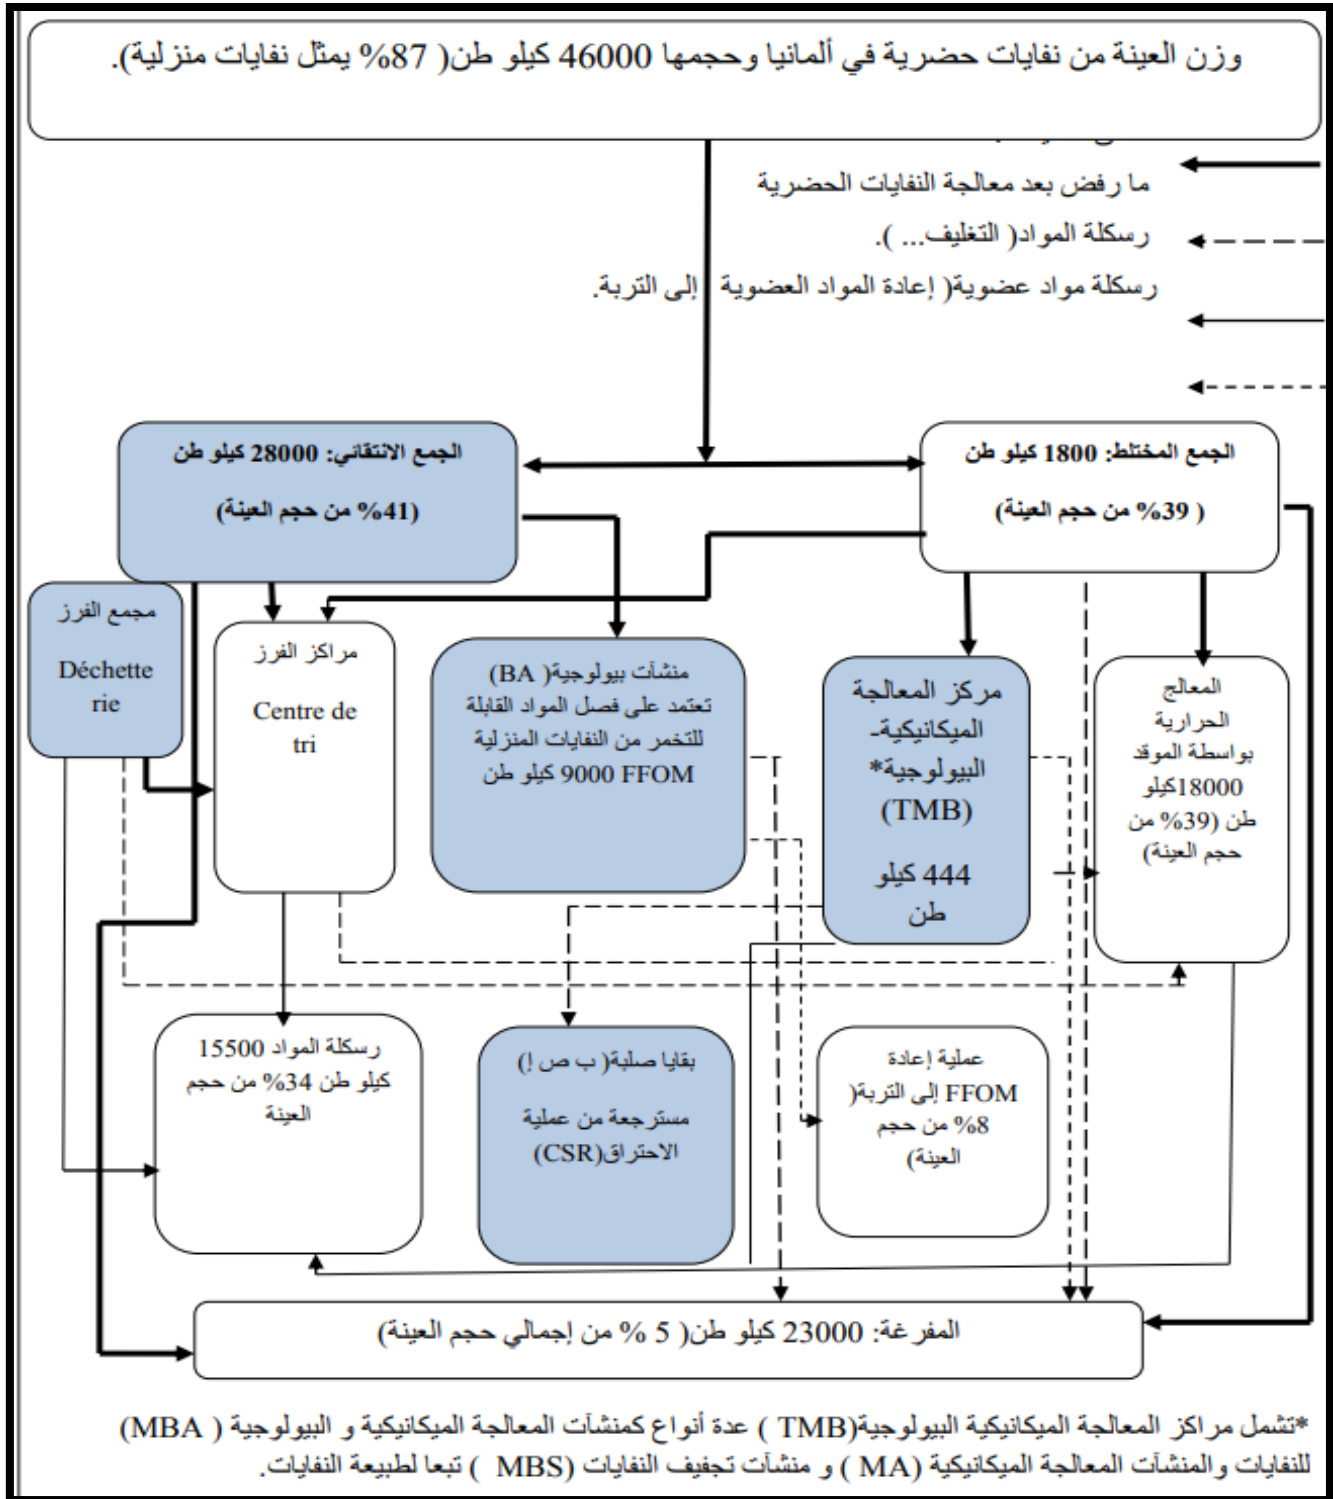 وزن العينة من نفايات حضرية في ألمانيا وحجمها 46000 كيلو طن( 87% يمثل نفايات منزلية).
ما رفض بعد معالجة النفايات الحضرية
رسكلة المواد( التغليف... ).
رسكلة مواد عضوية( إعادة المواد العضوية إلى التربة.
الجمع المختلط: 1800 كيلو طن
( 39% من حجم العينة)
الجمع الانتقائي: 28000 كيلو طن
(41% من حجم العينة)
المعالج
الحرارية
بواسطة الموقد
18000كيلو
طن (39% من
حجم العينة)
مركز المعالجة
الميكانيكية-
البيولوجية*
(TMB)
444 كيلو
طن
منشآت بيولوجية( BA)
تعتمد على فصل المواد القابلة
للتخمر من النفايات المنزلية
FFOM 9000 كيلو طن
مراكز الفرز
Centre de
tri
مجمع الفرز
Déchette
rie
عملية إعادة
FFOM إلى التربة(
8% من حجم
العينة)
بقايا صلبة( ب ص إ)
مسترجعة من عملية
الاحتراق(CSR)
رسكلة المواد 15500
كيلو طن 34% من حجم
العينة
المفرغة: 23000 كيلو طن( 5 % من إجمالي حجم العينة)
*تشمل مراكز المعالجة الميكانيكية البيولوجية(TMB ) عدة أنواع كمنشآت المعالجة الميكانيكية و البيولوجية ( MBA)
للنفايات والمنشآت المعالجة الميكانيكية (MA ) و منشآت تجفيف النفايات (MBS ) تبعا لطبيعة النفايات.